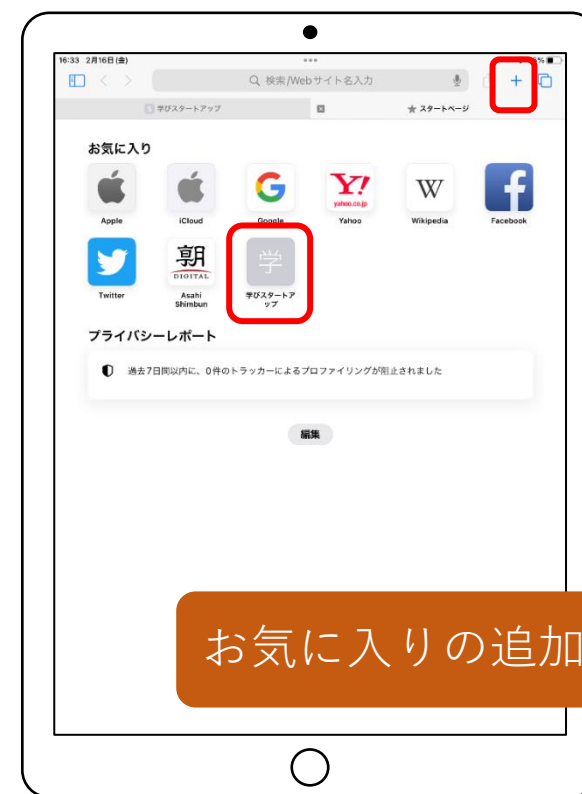 16:33 2月16日(金)
検索/Webサイト名入力
学びスタートアップ
スタートページ
お気に入り
Apple
iCloud
G
Google
Y!
yahoo.co.jp
Yahoo
W
Wikipedia
f
Facebook
Twitter
朝
DIGITAL
Asahi
Shimbun
学
学びスタートア
ップ
プライバシーレポート
過去7日間以内に、0件のトラッカーによるプロファイリングが阻止されました
編集
お気に入りの追加